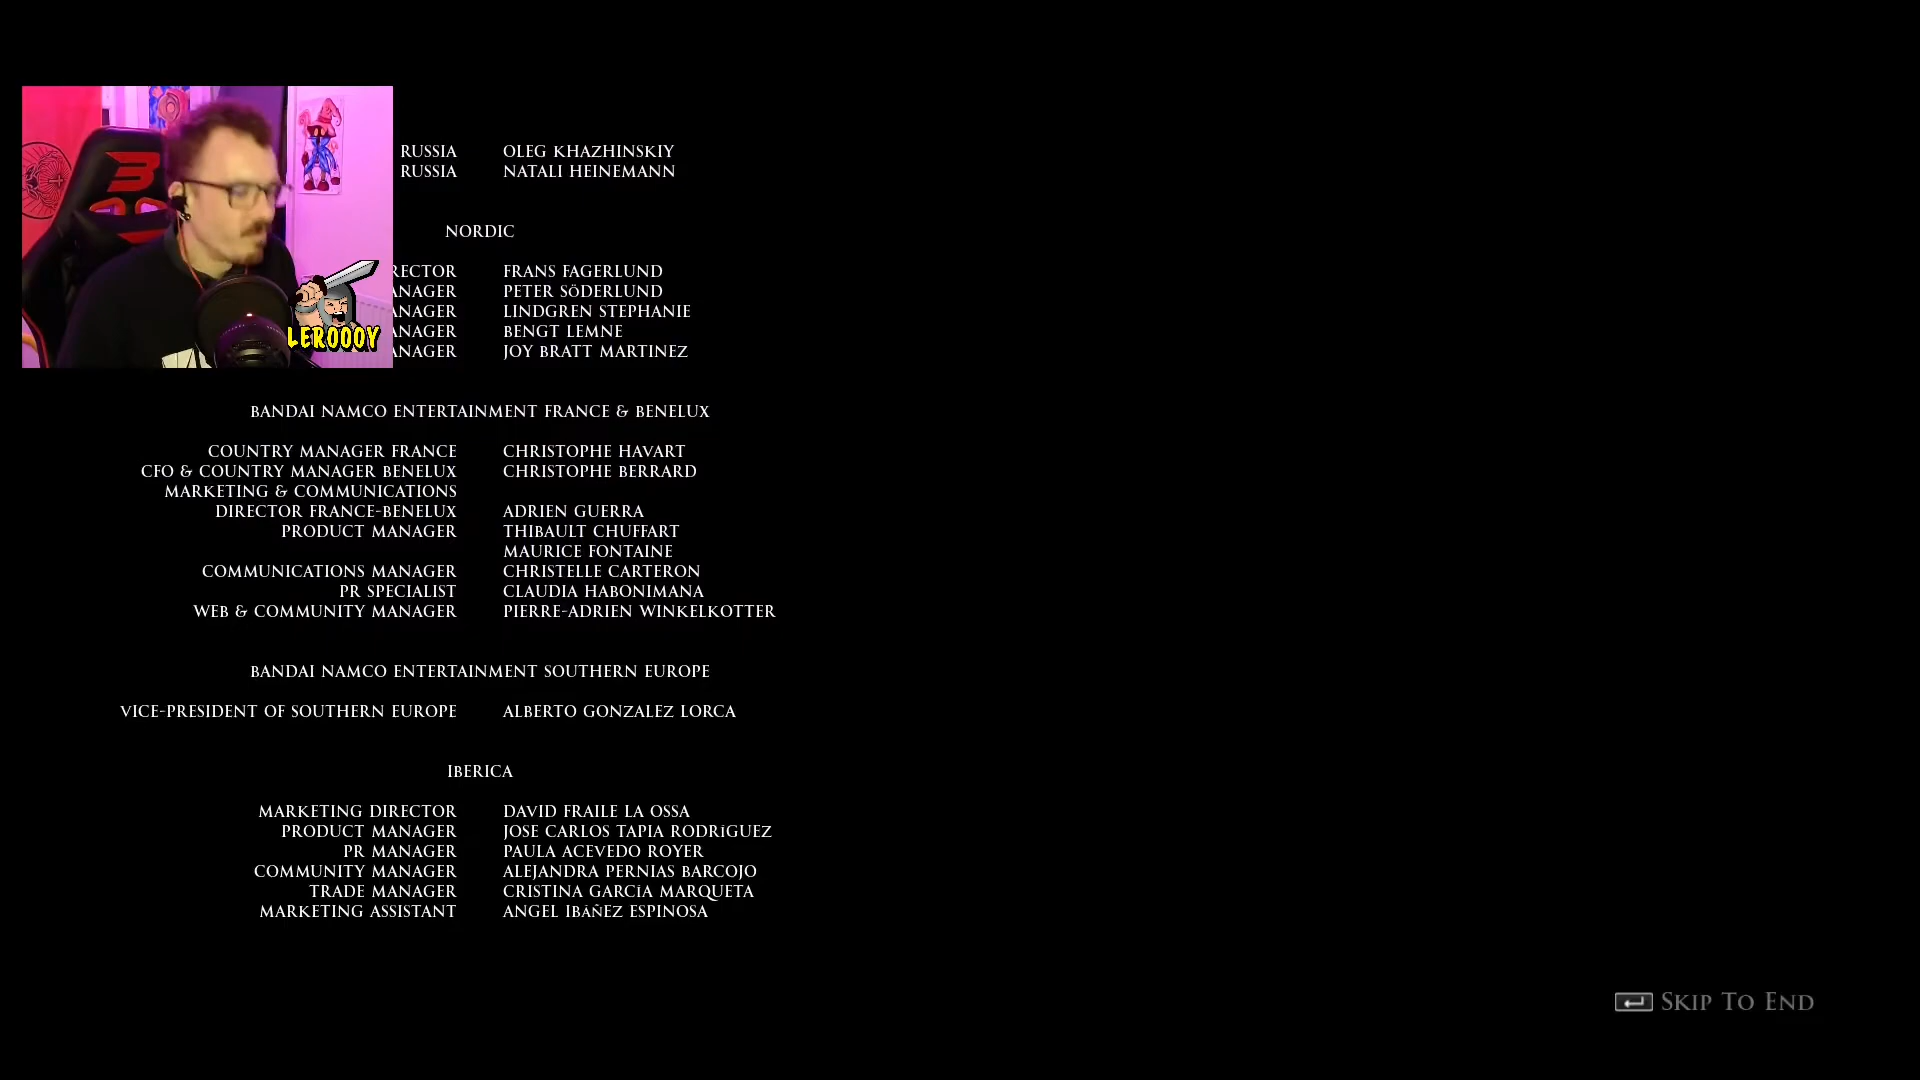 RUSSIA OLEG KHAZHINSKIY
RUSSIA NATALI HEINEMANN
NORDIC
FRANS FAGERLUND
PETER SÖDERLUND
LINDGREN STEPHANIE
BENGT LEMNE
JOY BRATT MARTINEZ
LEROOOY
BANDAI NAMCO ENTERTAINMENT FRANCE & BENELUX
COUNTRY MANAGER FRANCE CHRISTOPHE HAVART
CFO & COUNTRY MANAGER BENELUX CHRISTOPHE BERRARD
MARKETING & COMMUNICATIONS
DIRECTOR FRANCE-BENELUX ADRIEN GUERRA
PRODUCT MANAGER THIBAULT CHUFFART
MAURICE FONTAINE
COMMUNICATIONS MANAGER CHRISTELLE CARTERON
PR SPECIALIST CLAUDIA HABONIMANA
WEB & COMMUNITY MANAGER PIERRE-ADRIEN WINKELKOTTER
BANDAI NAMCO ENTERTAINMENT SOUTHERN EUROPE
VICE-PRESIDENT OF SOUTHERN EUROPE ALBERTO GONZALEZ LORCA
IBERICA
MARKETING DIRECTOR DAVID FRAILE LA OSSA
PRODUCT MANAGER JOSE CARLOS TAPIA RODRÍGUEZ
PR MANAGER PAULA ACEVEDO ROYER
COMMUNITY MANAGER ALEJANDRA PERNIAS BARCOJO
TRADE MANAGER CRISTINA GARCÍA MARQUETA
MARKETING ASSISTANT ANGEL IBÁÑEZ ESPINOSA
SKIP TO END